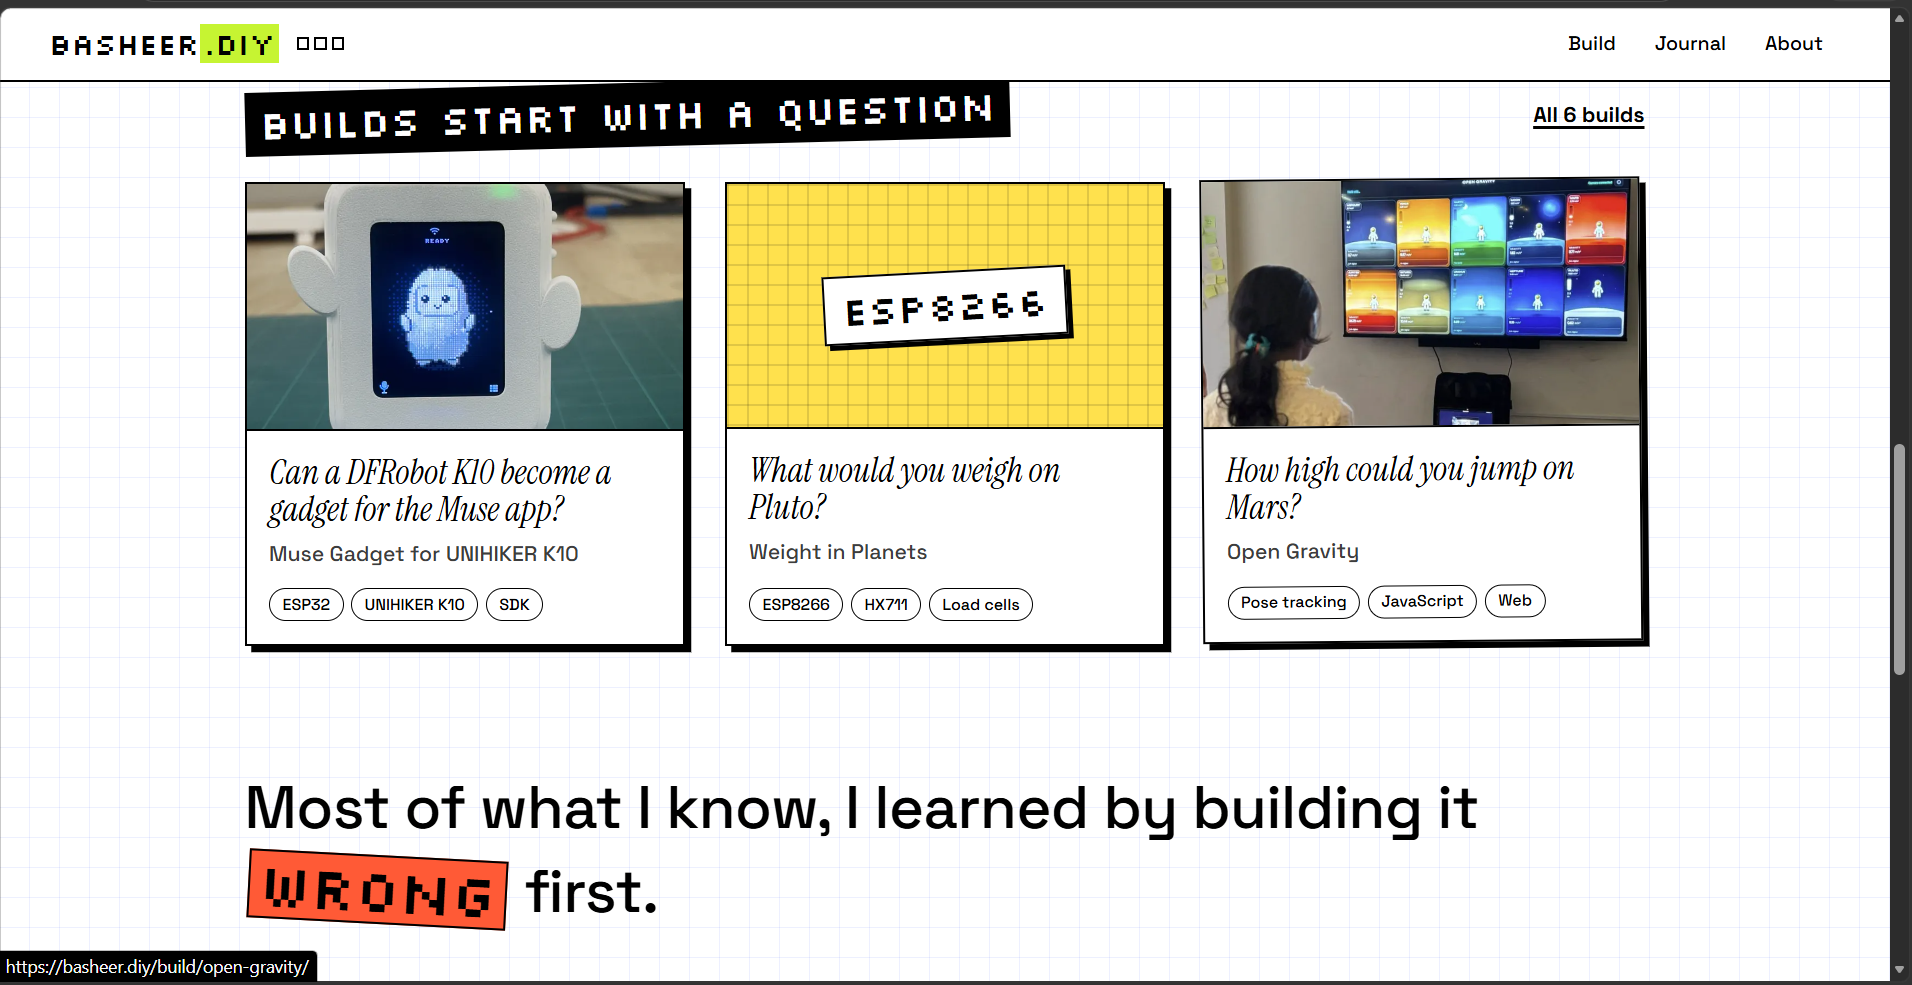 BASHEER.DIY
Build
Journal
About
BUILDS START WITH A QUESTION
All 6 builds
READY
Can a DFRobot K10 become a
gadget for the Muse app?
Muse Gadget for UNIHIKER K10
ESP32
UNIHIKER K10
SDK
ESP8266
What would you weigh on
Pluto?
Weight in Planets
ESP8266
HX711
Load cells
OPEN GRAVITY
How high could you jump on
Mars?
Open Gravity
Pose tracking
JavaScript
Web
Most of what I know, I learned by building it
WRONG first.
https://basheer.diy/build/open-gravity/